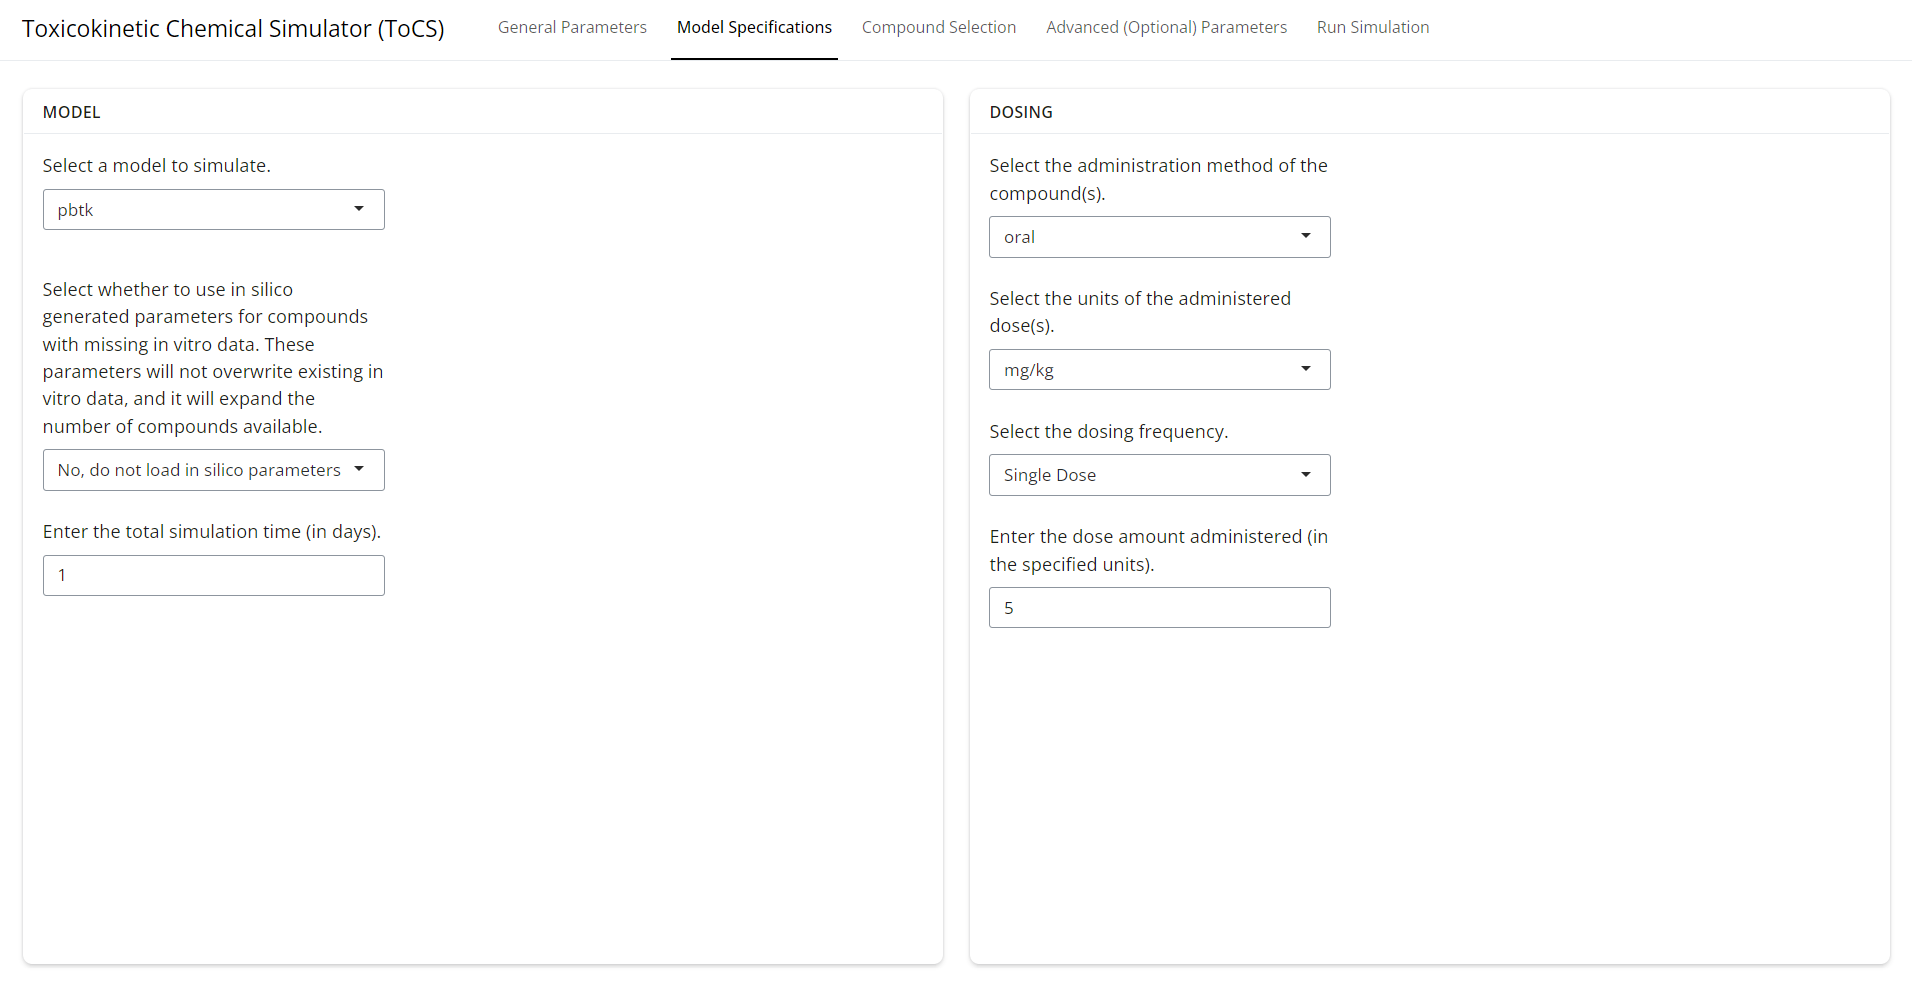 Toxicokinetic Chemical Simulator (ToCS)
General Parameters
Model Specifications
Compound Selection
Advanced (Optional) Parameters
Run Simulation
MODEL
Select a model to simulate.
pbtk
Select whether to use in silico
generated parameters for compounds
with missing in vitro data. These
parameters will not overwrite existing in
vitro data, and it will expand the
number of compounds available.
No, do not load in silico parameters
Enter the total simulation time (in days).
1
DOSING
Select the administration method of the
compound(s).
oral
Select the units of the administered
dose(s).
mg/kg
Select the dosing frequency.
Single Dose
Enter the dose amount administered (in
the specified units).
5